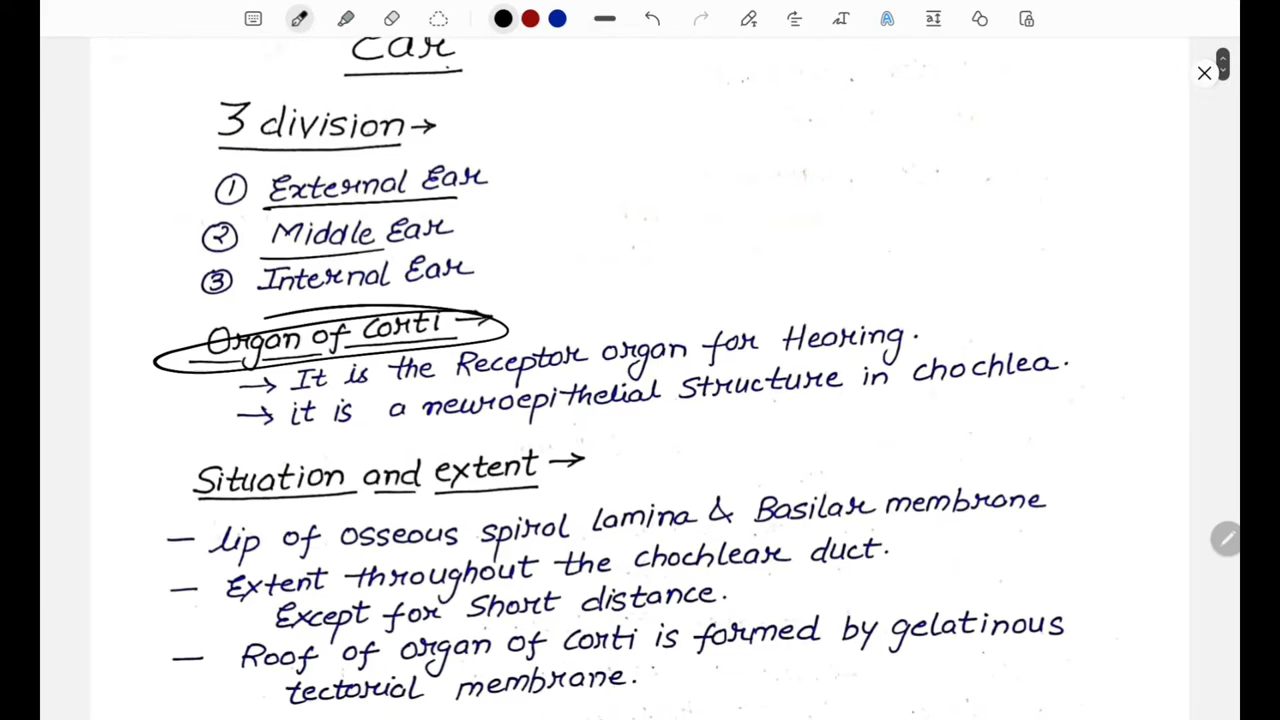 Ear
3 division →
① External Ear
② Middle Ear
③ Internal Ear
Organ of Corti →
→ It is the Receptor organ for Hearing.
→ it is a neuroepithelial Structure in chochlea.
Situation and extent →
— lip of osseous spiral lamina & Basilar membrane
— Extent throughout the chochlear duct.
Except for Short distance.
— Roof of organ of corti is formed by gelatinous
tectorial membrane.